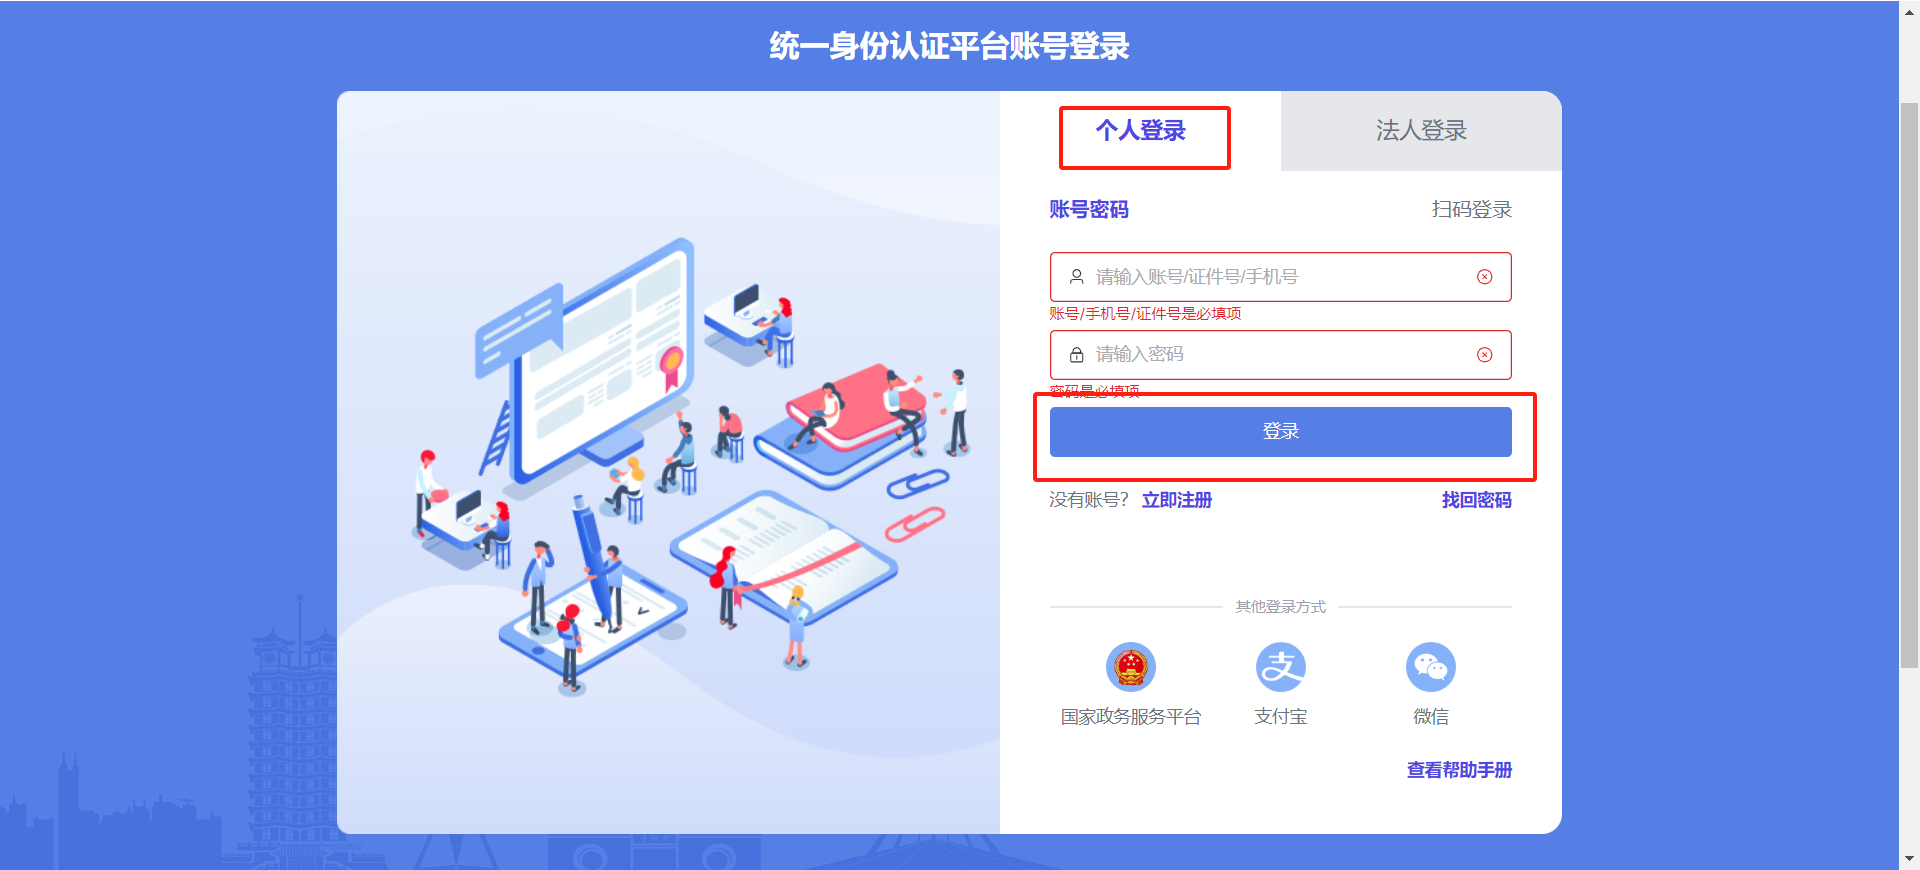 统一身份认证平台账号登录
个人登录
法人登录
账号密码
扫码登录
请输入账号/证件号/手机号
账号/手机号/证件号是必填项
请输入密码
密码是必填项
登录
没有账号? 立即注册
找回密码
其他登录方式
国家政务服务平台
支付宝
微信
查看帮助手册